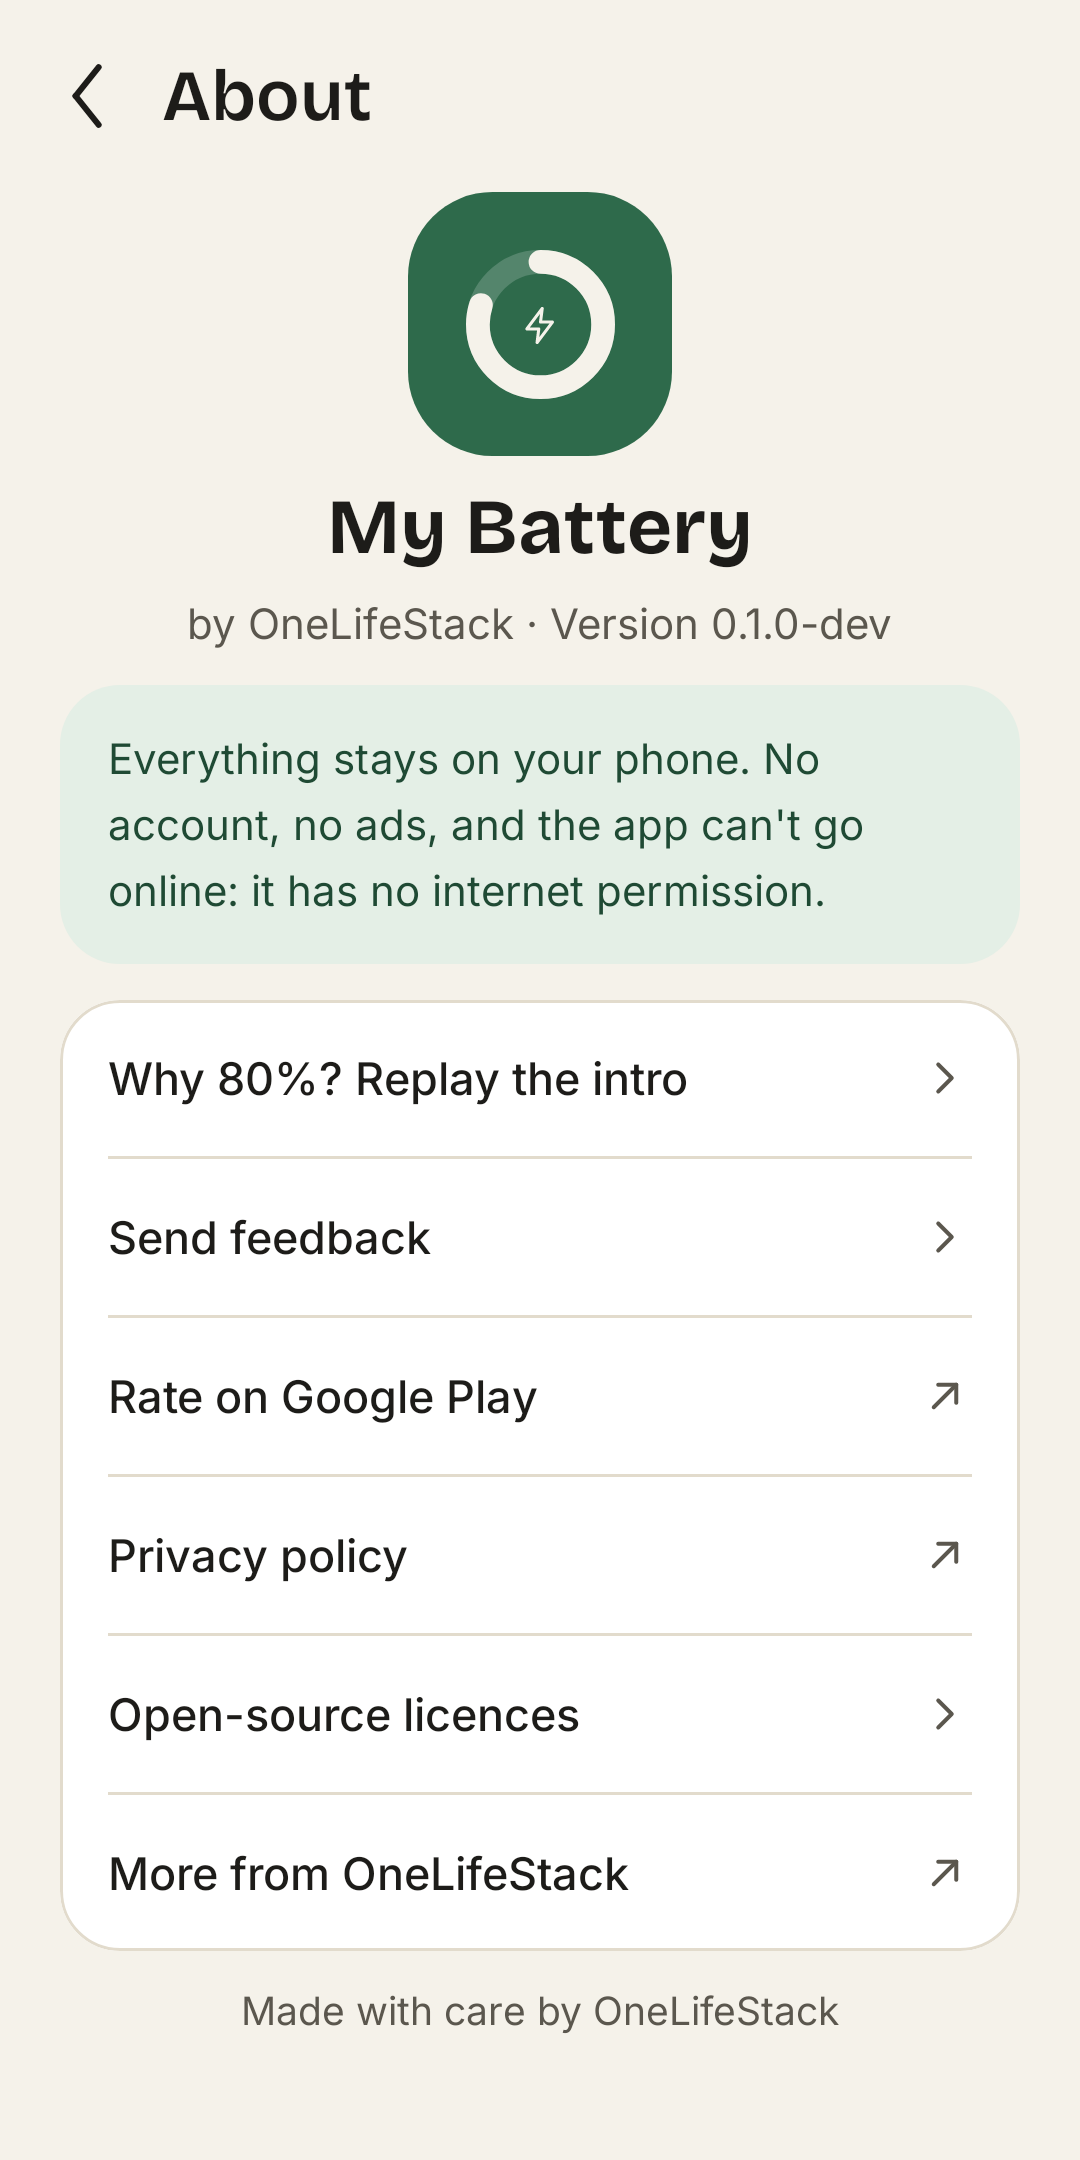 About
My Battery
by OneLifeStack · Version 0.1.0-dev
Everything stays on your phone. No
account, no ads, and the app can't go
online: it has no internet permission.
Why 80%? Replay the intro
Send feedback
Rate on Google Play
Privacy policy
Open-source licences
More from OneLifeStack
Made with care by OneLifeStack